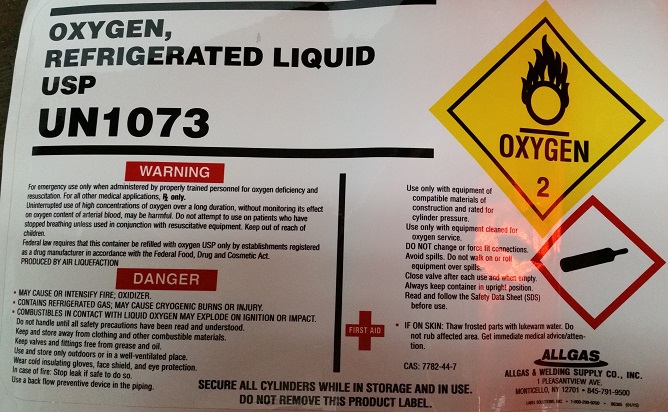 OXYGEN,
REFRIGERATED LIQUID
USP
UN1073
OXYGEN
2
WARNING
For emergency use only when administered by properly trained personnel for oxygen deficiency and
resuscitation. For all other medical applications, ℞ only.
Uninterrupted use of high concentrations of oxygen over a long duration, without monitoring its effect
on oxygen content of arterial blood, may be harmful. Do not attempt to use on patients who have
stopped breathing unless used in conjunction with resuscitative equipment. Keep out of reach of
children.
Federal law requires that this container be refilled with oxygen USP only by establishments registered
as a drug manufacturer in accordance with the Federal Food, Drug and Cosmetic Act.
PRODUCED BY AIR LIQUEFACTION
DANGER
• MAY CAUSE OR INTENSIFY FIRE; OXIDIZER.
• CONTAINS REFRIGERATED GAS; MAY CAUSE CRYOGENIC BURNS OR INJURY.
• COMBUSTIBLES IN CONTACT WITH LIQUID OXYGEN MAY EXPLODE ON IGNITION OR IMPACT.
Do not handle until all safety precautions have been read and understood.
Keep and store away from clothing and other combustible materials.
Keep valves and fittings free from grease and oil.
Use and store only outdoors or in a well-ventilated place.
Wear cold insulating gloves, face shield, and eye protection.
In case of fire: Stop leak if safe to do so.
Use a back flow preventive device in the piping.
Use only with equipment of
compatible materials of
construction and rated for
cylinder pressure.
Use only with equipment cleaned for
oxygen service.
DO NOT change or force fit connections.
Avoid spills. Do not walk on or roll
equipment over spills.
Close valve after each use and when empty.
Always keep container in upright position.
Read and follow the Safety Data Sheet (SDS)
before use.
FIRST AID
• IF ON SKIN: Thaw frosted parts with lukewarm water. Do
not rub affected area. Get immediate medical advice/atten-
tion.
CAS: 7782-44-7
SECURE ALL CYLINDERS WHILE IN STORAGE AND IN USE.
DO NOT REMOVE THIS PRODUCT LABEL.
ALLGAS
ALLGAS & WELDING SUPPLY CO., INC.
1 PLEASANTVIEW AVE.
MONTICELLO, NY 12701 • 845-791-9500